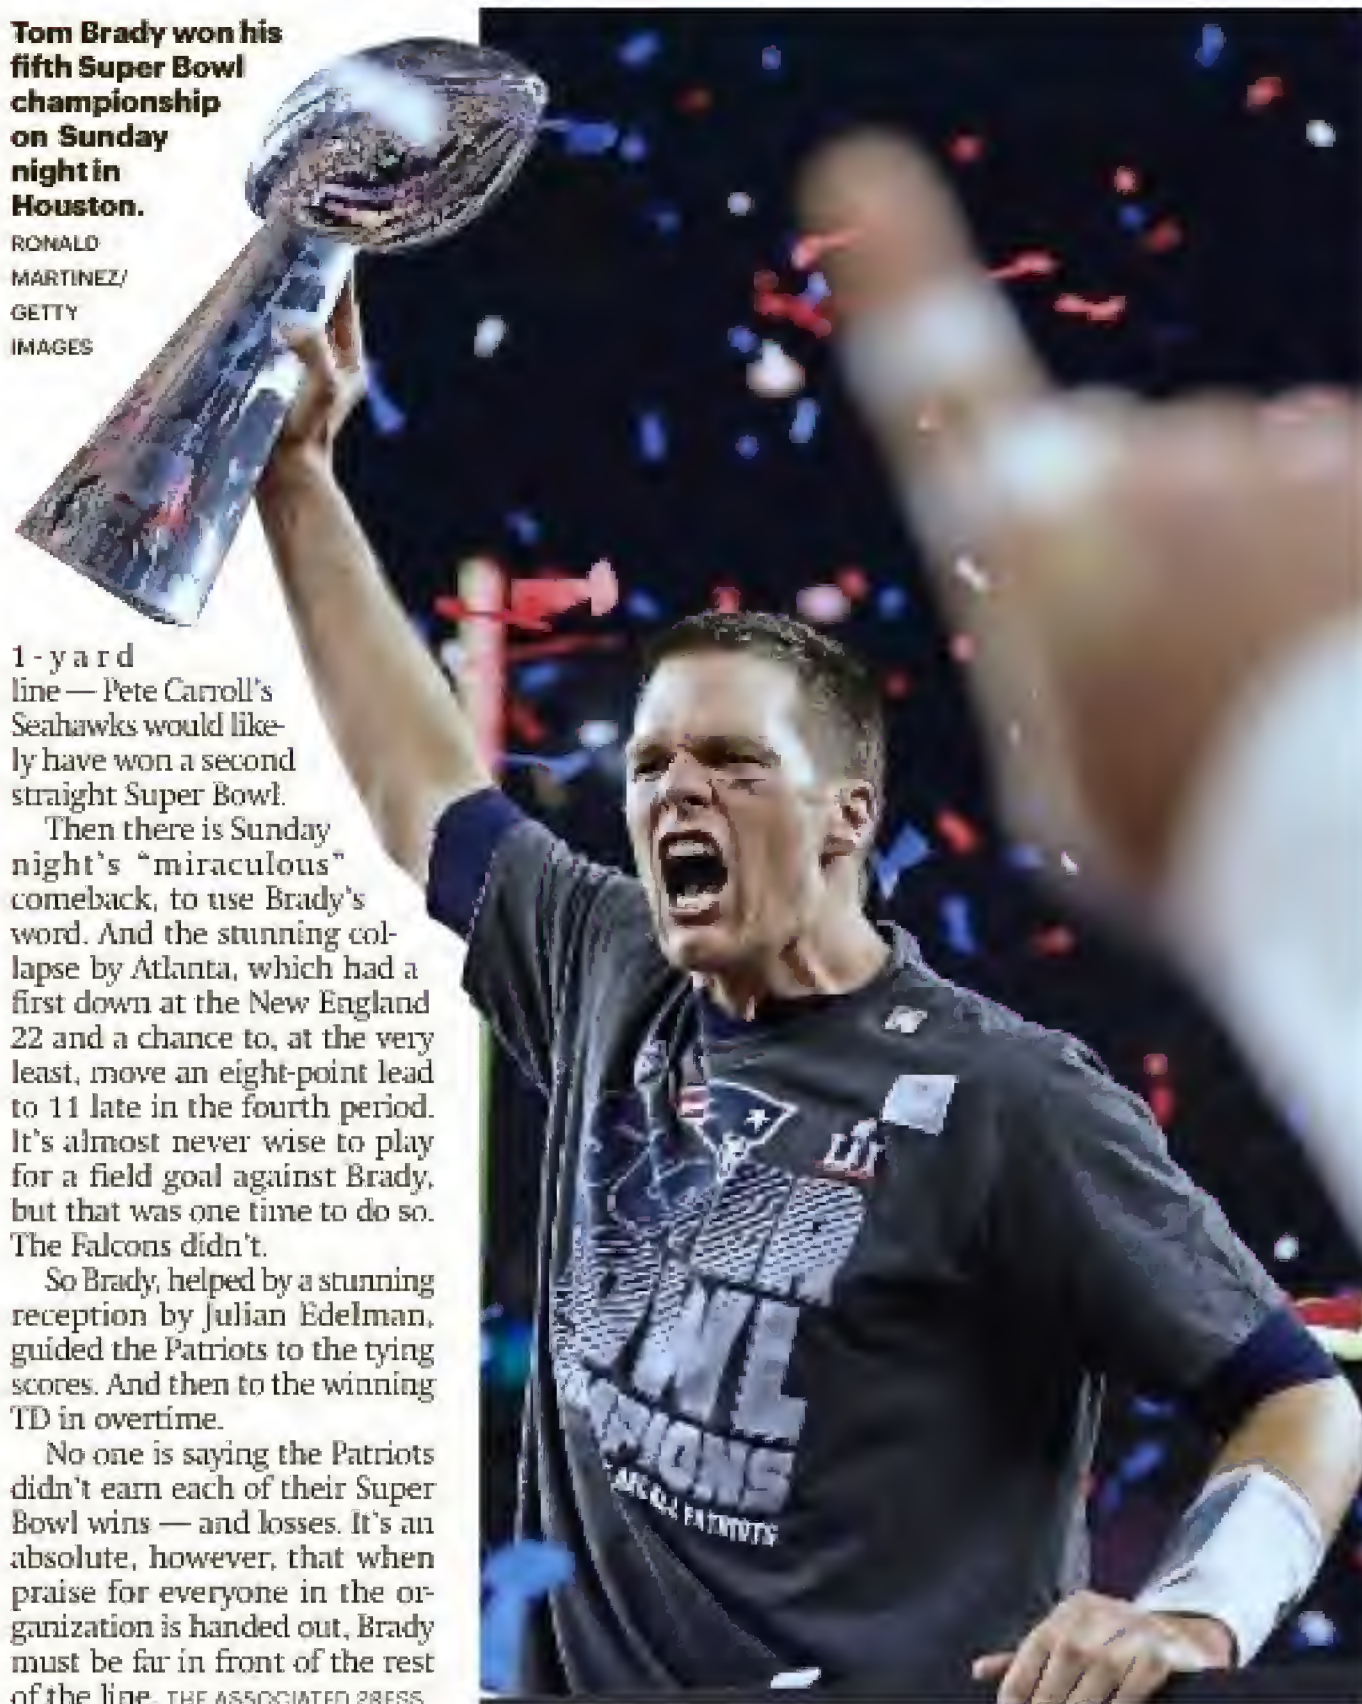 Tom Brady won his
fifth Super Bowl
championship
on Sunday
night in
Houston.
RONALD
MARTINEZ/
GETTY
IMAGES
1-yard
line — Pete Carroll's
Seahawks would like-
ly have won a second
straight Super Bowl.
Then there is Sunday
night's “miraculous”
comeback, to use Brady's
word. And the stunning col-
lapse by Atlanta, which had a
first down at the New England
22 and a chance to, at the very
least, move an eight-point lead
to 11 late in the fourth period.
It's almost never wise to play
for a field goal against Brady,
but that was one time to do so.
The Falcons didn't.
So Brady, helped by a stunning
reception by Julian Edelman,
guided the Patriots to the tying
scores. And then to the winning
TD in overtime.
No one is saying the Patriots
didn't earn each of their Super
Bowl wins — and losses. It's an
absolute, however, that when
praise for everyone in the or-
ganization is handed out, Brady
must be far in front of the rest
of the line. THE ASSOCIATED PRESS
LI
PIONS
PATRIOTS